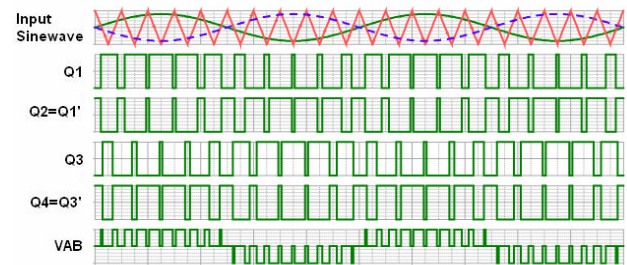 Input
Sinewave
Q1
Q2=Q1'
Q3
Q4=Q3'
VAB